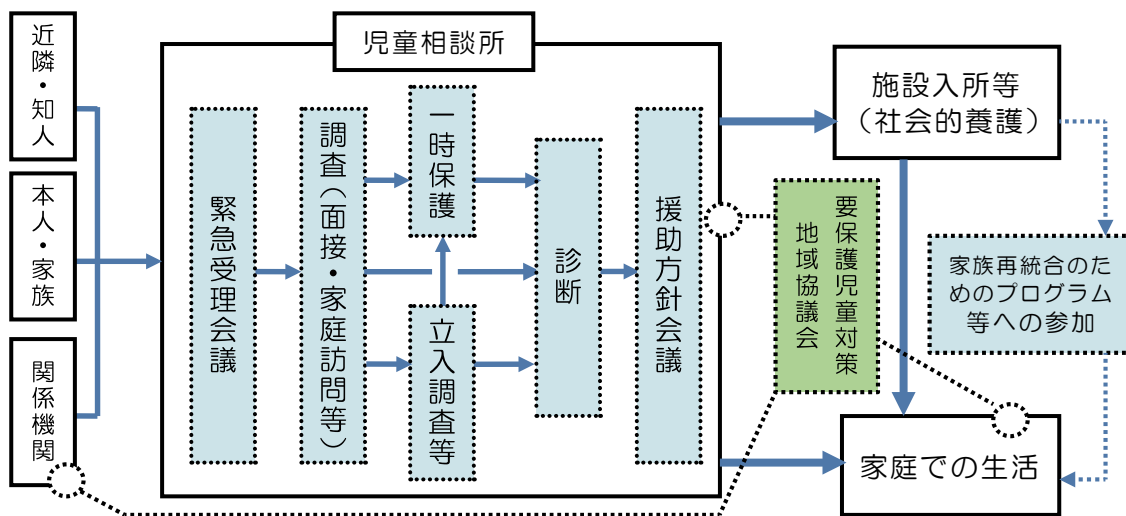 近隣・知人
本人・家族
関係機関
児童相談所
緊急受理会議
調査（面接・家庭訪問等）
一時保護
立入調査等
診断
援助方針会議
要保護児童対策
地域協議会
施設入所等
（社会的養護）
家族再統合のた
めのプログラム
等への参加
家庭での生活